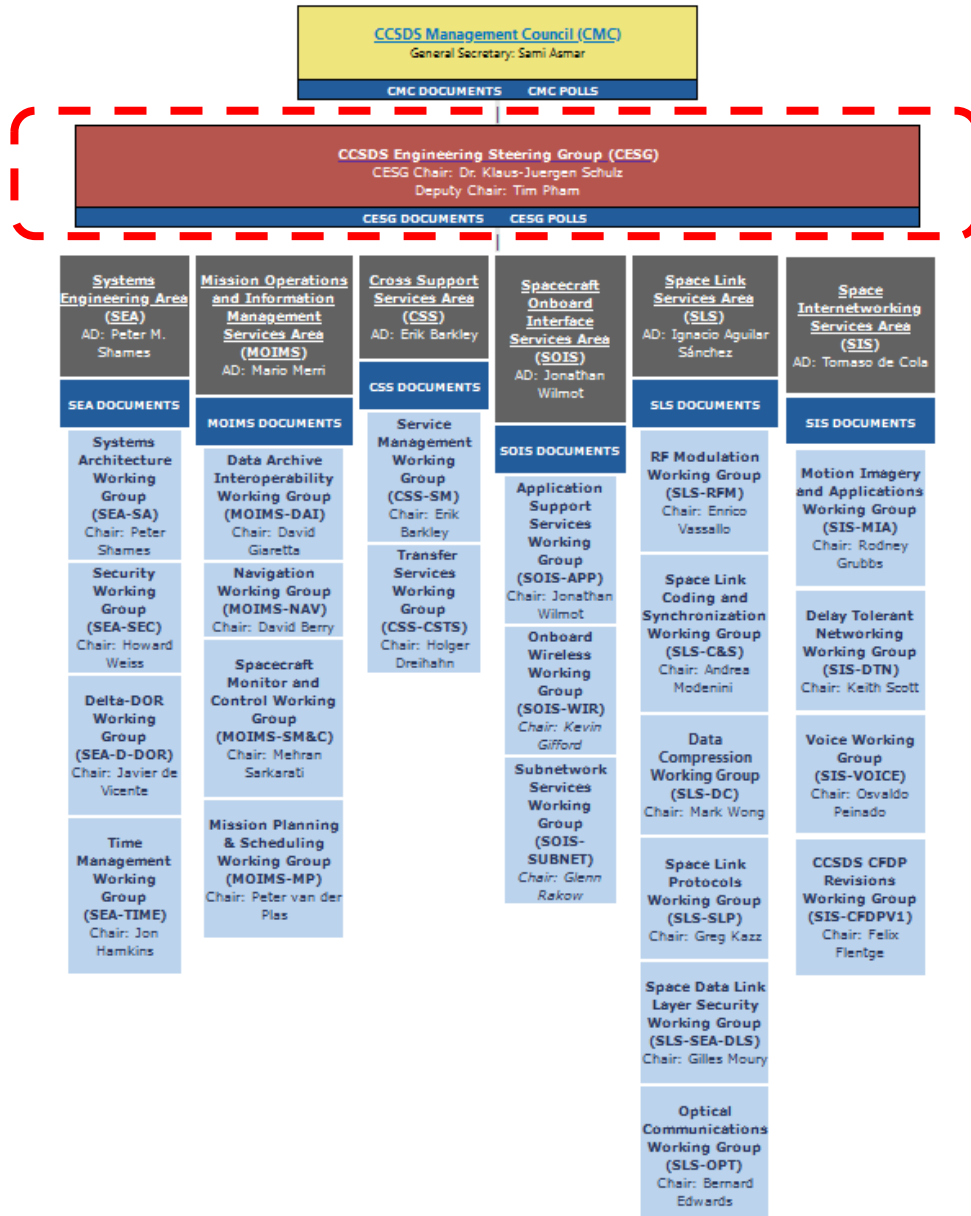 CCSDS Management Council (CMC)
General Secretary: Sami Asmar
CMC DOCUMENTS CMC POLLS
CCSDS Engineering Steering Group (CESG)
CESG Chair: Dr. Klaus-Juergen Schulz
Deputy Chair: Tim Pham
CESG DOCUMENTS CESG POLLS
Systems
Engineering Area
(SEA)
AD: Peter M.
Shames
SEA DOCUMENTS
Systems
Architecture
Working
Group
(SEA-SA)
Chair: Peter
Shames
Security
Working
Group
(SEA-SEC)
Chair: Howard
Weiss
Delta-DOR
Working
Group
(SEA-D-DOR)
Chair: Javier de
Vicente
Time
Management
Working
Group
(SEA-TIME)
Chair: Jon
Hamkins
Mission Operations
and Information
Management
Services Area
(MOIMS)
AD: Mario Merri
MOIMS DOCUMENTS
Data Archive
Interoperability
Working Group
(MOIMS-DAI)
Chair: David
Giaretta
Navigation
Working Group
(MOIMS-NAV)
Chair: David Berry
Spacecraft
Monitor and
Control Working
Group
(MOIMS-SM&C)
Chair: Mehran
Sarkarati
Mission Planning
& Scheduling
Working Group
(MOIMS-MP)
Chair: Peter van der
Plas
Cross Support
Services Area
(CSS)
AD: Erik Barkley
CSS DOCUMENTS
Service
Management
Working
Group
(CSS-SM)
Chair: Erik
Barkley
Transfer
Services
Working
Group
(CSS-CSTS)
Chair: Holger
Dreihahn
Spacecraft
Onboard
Interface
Services Area
(SOIS)
AD: Jonathan
Wilmot
SOIS DOCUMENTS
Application
Support
Services
Working
Group
(SOIS-APP)
Chair: Jonathan
Wilmot
Onboard
Wireless
Working
Group
(SOIS-WIR)
Chair: Kevin
Gifford
Subnetwork
Services
Working
Group
(SOIS-
SUBNET)
Chair: Glenn
Rakow
Space Link
Services Area
(SLS)
AD: Ignacio Aguilar
Sánchez
SLS DOCUMENTS
RF Modulation
Working Group
(SLS-RFM)
Chair: Enrico
Vassallo
Space Link
Coding and
Synchronization
Working Group
(SLS-C&S)
Chair: Andrea
Modenini
Data
Compression
Working Group
(SLS-DC)
Chair: Mark Wong
Space Link
Protocols
Working Group
(SLS-SLP)
Chair: Greg Kazz
Space Data Link
Layer Security
Working Group
(SLS-SEA-DLS)
Chair: Gilles Moury
Optical
Communications
Working Group
(SLS-OPT)
Chair: Bernard
Edwards
Space
Internetworking
Services Area
(SIS)
AD: Tomaso de Cola
SIS DOCUMENTS
Motion Imagery
and Applications
Working Group
(SIS-MIA)
Chair: Rodney
Grubbs
Delay Tolerant
Networking
Working Group
(SIS-DTN)
Chair: Keith Scott
Voice Working
Group
(SIS-VOICE)
Chair: Osvaldo
Peinado
CCSDS CFDP
Revisions
Working Group
(SIS-CFDPV1)
Chair: Felix
Flentge